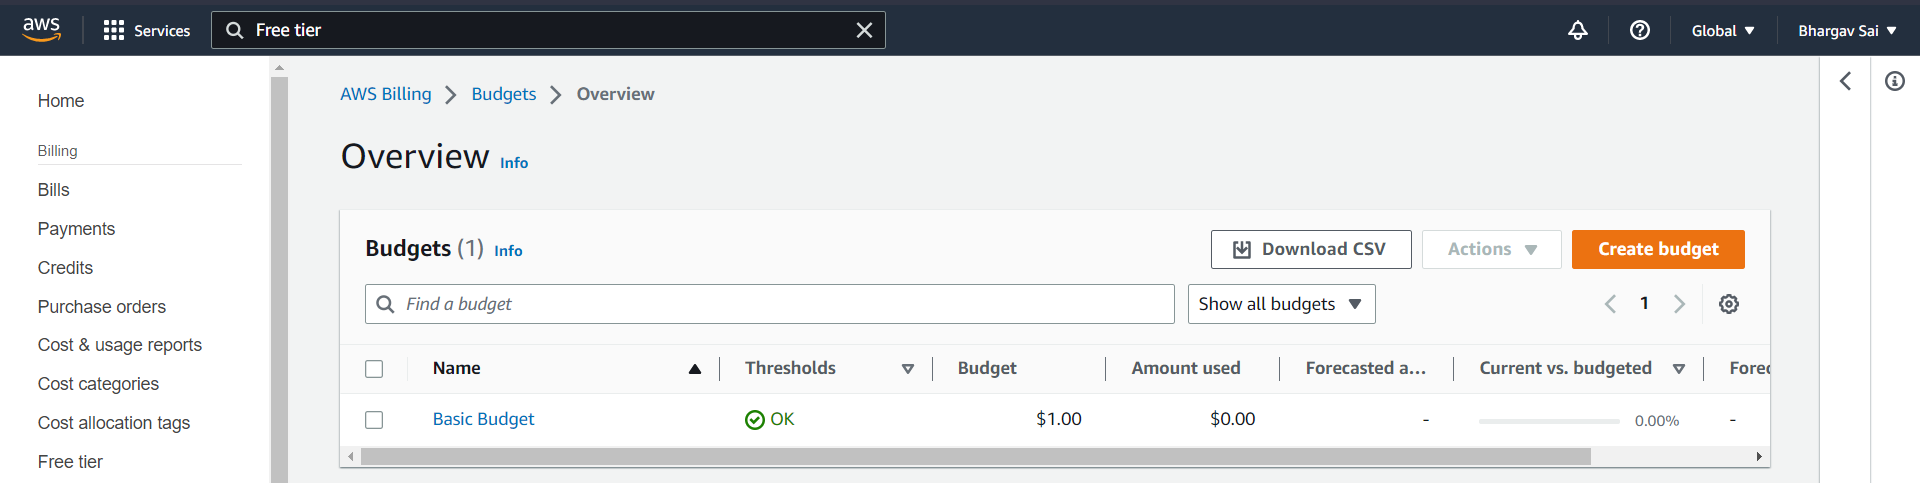 aws
Services
Free tier
Global
Bhargav Sai
Home
Billing
Bills
Payments
Credits
Purchase orders
Cost & usage reports
Cost categories
Cost allocation tags
Free tier
AWS Billing
Budgets
Overview
Overview Info
Budgets (1) Info
Download CSV
Actions
Create budget
Find a budget
Show all budgets
1
Name
Thresholds
Budget
Amount used
Forecasted a...
Current vs. budgeted
Forec
Basic Budget
OK
$1.00
$0.00
-
0.00%
-